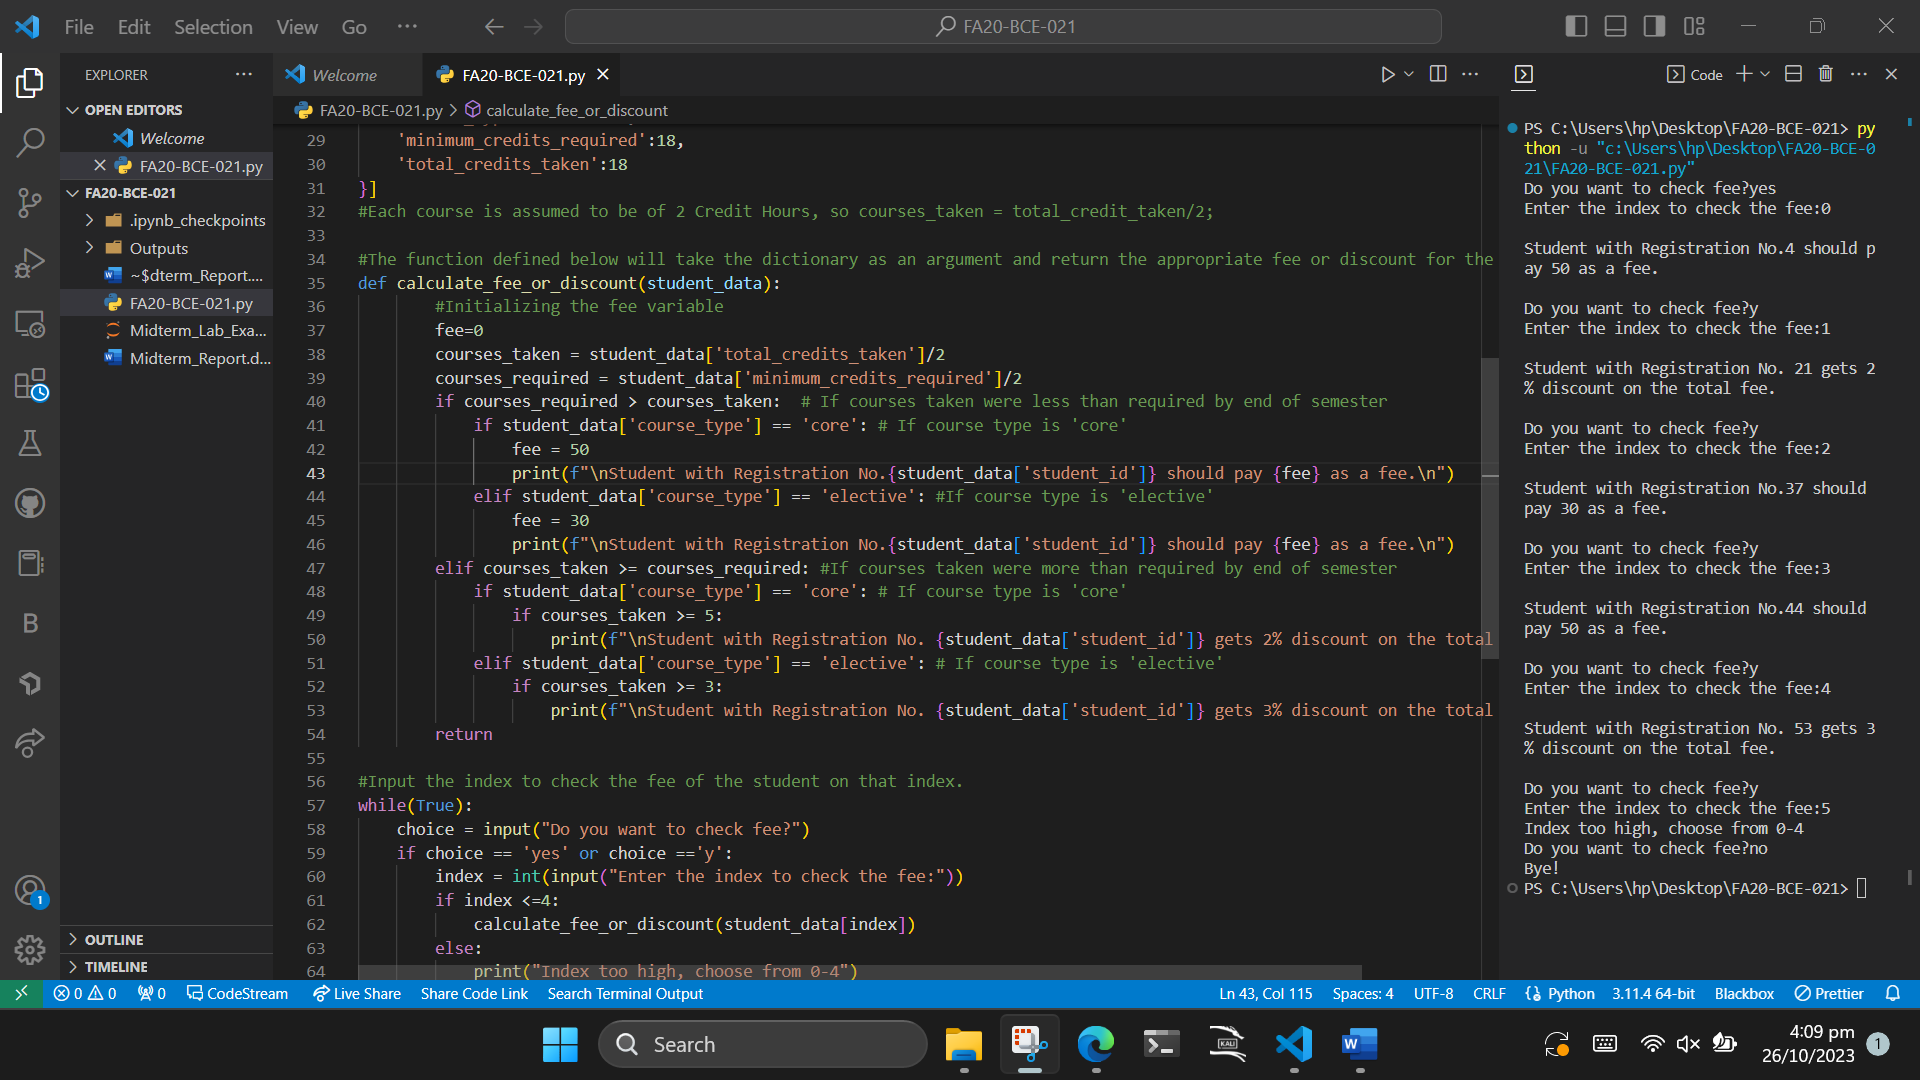 File Edit Selection View Go ··· FA20-BCE-021
EXPLORER ···
OPEN EDITORS
Welcome
FA20-BCE-021.py
FA20-BCE-021
.ipynb_checkpoints
Outputs
~$dterm_Report....
FA20-BCE-021.py
Midterm_Lab_Exa...
Midterm_Report.d...
OUTLINE
TIMELINE
Welcome FA20-BCE-021.py
FA20-BCE-021.py > calculate_fee_or_discount
29 'minimum_credits_required':18,
30 'total_credits_taken':18
31 }]
32 #Each course is assumed to be of 2 Credit Hours, so courses_taken = total_credit_taken/2;
33
34 #The function defined below will take the dictionary as an argument and return the appropriate fee or discount for the
35 def calculate_fee_or_discount(student_data):
36 #Initializing the fee variable
37 fee=0
38 courses_taken = student_data['total_credits_taken']/2
39 courses_required = student_data['minimum_credits_required']/2
40 if courses_required > courses_taken: # If courses taken were less than required by end of semester
41 if student_data['course_type'] == 'core': # If course type is 'core'
42 fee = 50
43 print(f"\nStudent with Registration No.{student_data['student_id']} should pay {fee} as a fee.\n")
44 elif student_data['course_type'] == 'elective': #If course type is 'elective'
45 fee = 30
46 print(f"\nStudent with Registration No.{student_data['student_id']} should pay {fee} as a fee.\n")
47 elif courses_taken >= courses_required: #If courses taken were more than required by end of semester
48 if student_data['course_type'] == 'core': # If course type is 'core'
49 if courses_taken >= 5:
50 print(f"\nStudent with Registration No. {student_data['student_id']} gets 2% discount on the total
51 elif student_data['course_type'] == 'elective': # If course type is 'elective'
52 if courses_taken >= 3:
53 print(f"\nStudent with Registration No. {student_data['student_id']} gets 3% discount on the total
54 return
55
56 #Input the index to check the fee of the student on that index.
57 while(True):
58 choice = input("Do you want to check fee?")
59 if choice == 'yes' or choice =='y':
60 index = int(input("Enter the index to check the fee:"))
61 if index <=4:
62 calculate_fee_or_discount(student_data[index])
63 else:
64 print("Index too high, choose from 0-4")
Code
PS C:\Users\hp\Desktop\FA20-BCE-021> py
thon -u "c:\Users\hp\Desktop\FA20-BCE-0
21\FA20-BCE-021.py"
Do you want to check fee?yes
Enter the index to check the fee:0
Student with Registration No.4 should p
ay 50 as a fee.
Do you want to check fee?y
Enter the index to check the fee:1
Student with Registration No. 21 gets 2
% discount on the total fee.
Do you want to check fee?y
Enter the index to check the fee:2
Student with Registration No.37 should
pay 30 as a fee.
Do you want to check fee?y
Enter the index to check the fee:3
Student with Registration No.44 should
pay 50 as a fee.
Do you want to check fee?y
Enter the index to check the fee:4
Student with Registration No. 53 gets 3
% discount on the total fee.
Do you want to check fee?y
Enter the index to check the fee:5
Index too high, choose from 0-4
Do you want to check fee?no
Bye!
PS C:\Users\hp\Desktop\FA20-BCE-021>
0 0 0 CodeStream Live Share Share Code Link Search Terminal Output Ln 43, Col 115 Spaces: 4 UTF-8 CRLF Python 3.11.4 64-bit Blackbox Prettier
Search
4:09 pm
26/10/2023
1